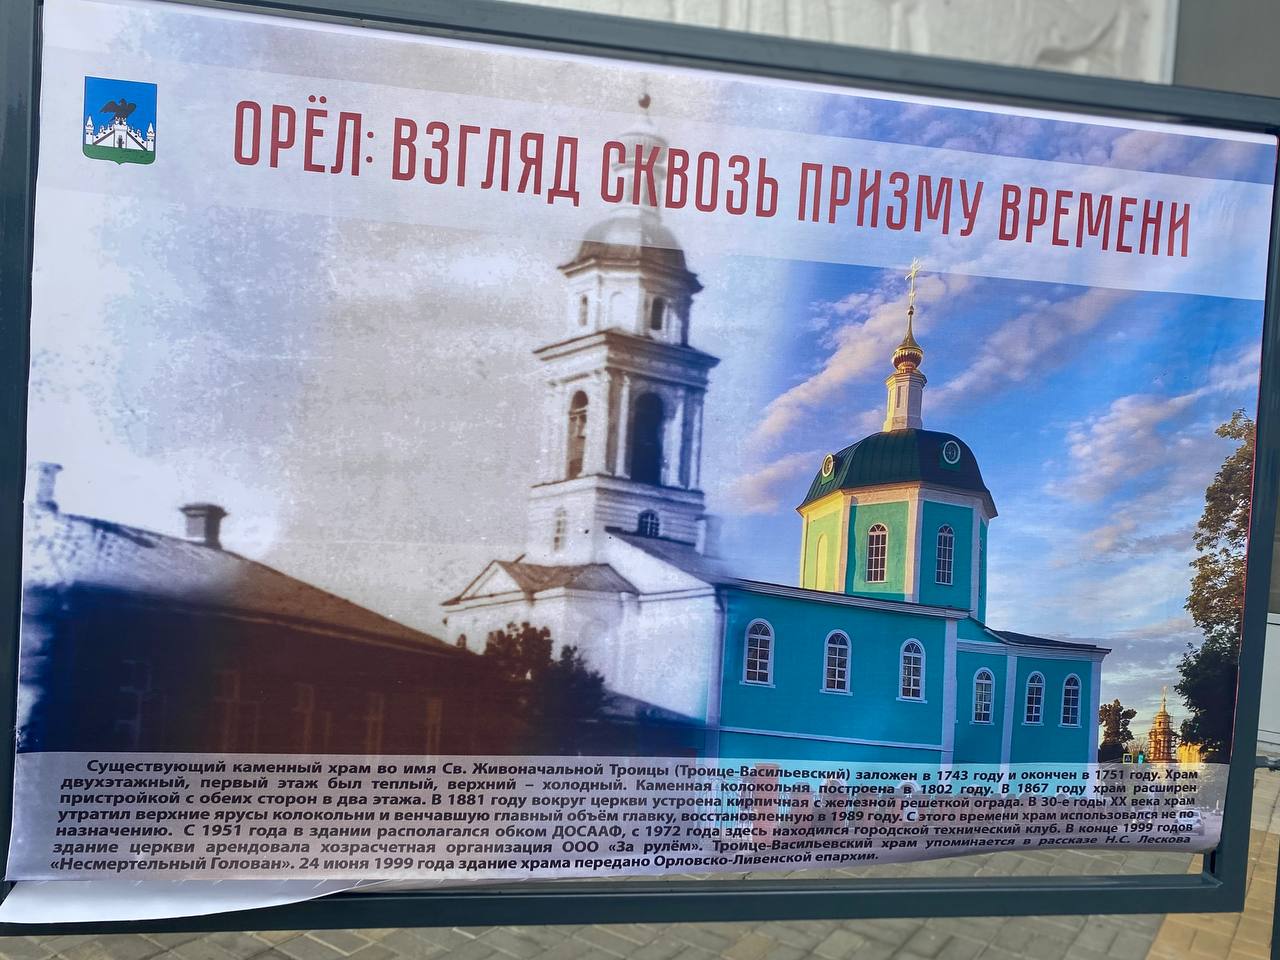 ОРЁЛ: ВЗГЛЯД СКВОЗЬ ПРИЗМУ ВРЕМЕНИ
Существующий каменный храм во имя Св. Живоначальной Троицы (Троице-Васильевский) заложен в 1743 году и окончен в 1751 году. Храм
двухэтажный, первый этаж был теплый, верхний – холодный. Каменная колокольня построена в 1802 году. В 1867 году храм расширен
пристройкой с обеих сторон в два этажа. В 1881 году вокруг церкви устроена кирпичная с железной решеткой ограда. В 30-е годы XX века храм
утратил верхние ярусы колокольни и венчавшую главный объём главку, восстановленную в 1989 году. С этого времени храм использовался не по
назначению. С 1951 года в здании располагался обком ДОСААФ, с 1972 года здесь находился городской технический клуб. В конце 1999 годов
здание церкви арендовала хозрасчетная организация ООО «За рулём». Троице-Васильевский храм упоминается в рассказе Н.С. Лескова
«Несмертельный Голован». 24 июня 1999 года здание храма передано Орловско-Ливенской епархии.